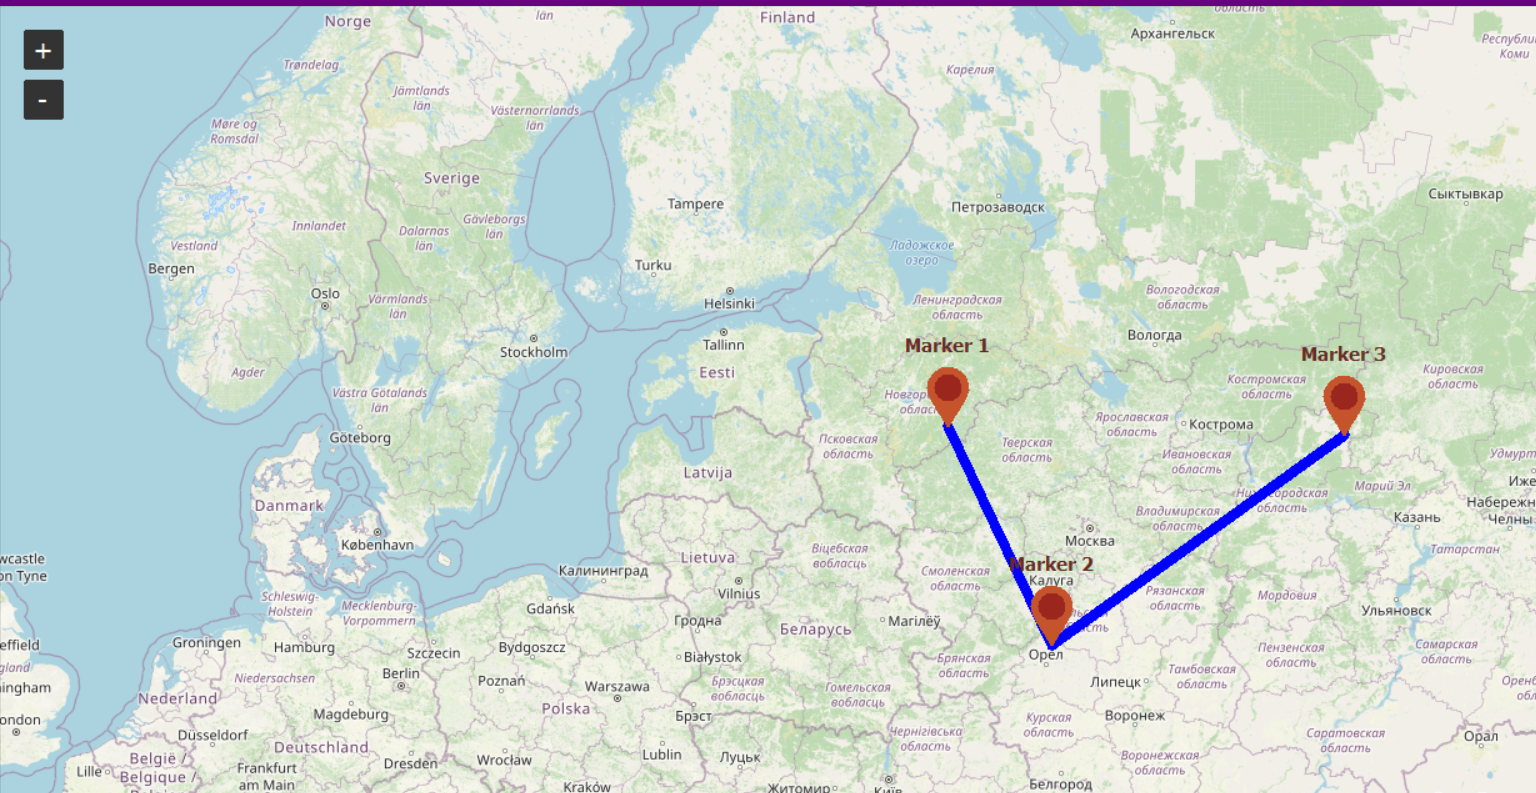 +
-
Norge
län
Finland
область
Архангельск
Республи
Коми
Trøndelag
Карелия
Jämtlands
län
Västernorrlands
län
Møre og
Romsdal
Sverige
Сыктывкар
Tampere
Петрозаводск
Innlandet
Gävleborgs
län
Dalarnas
län
Vestland
Ладожское
озеро
Bergen
Turku
Oslo
Värmlands
län
Helsinki
Ленинградская
область
Вологодская
область
Вологда
Tallinn
Stockholm
Marker 1
Marker 3
Agder
Eesti
Västra Götalands
län
Костромская
область
Кировская
область
Новгор
облас
Göteborg
Псковская
область
Тверская
область
Ярославская
область
Кострома
Ивановская
область
Удмурт
Latvija
Danmark
Марий Эл
Иже
Нижегородская
область
Набережн
Челны
Владимирская
область
Казань
København
Москва
Татарстан
wcastle
on Tyne
Lietuva
Віцебская
вобласць
Marker 2
Калининград
Смоленская
область
Калуга
Vilnius
Рязанская
область
Мордовия
Schleswig-
Holstein
Mecklenburg-
Vorpommern
Gdańsk
Гродна
Беларусь
Магілёў
Ульяновск
effield
Groningen
Hamburg
Szczecin
Bydgoszcz
Białystok
Орёл
Брянская
область
Пензенская
область
Самарская
область
gland
Niedersachsen
Berlin
Poznań
Warszawa
Брэсцкая
вобласць
Гомельская
вобласць
Липецк
Тамбовская
область
Оренб
об
ingham
Nederland
Magdeburg
Polska
Брэст
Курская
область
Воронеж
ondon
Düsseldorf
Deutschland
Чернігівська
область
Саратовская
область
Орал
België /
Belgique /
Lille
Frankfurt
am Main
Dresden
Wrocław
Lublin
Луцьк
Воронежская
область
Kraków
Житомир
Київ
Белгород